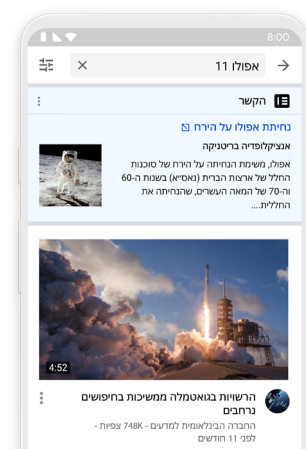 8:00
אפולו 11
הקשר
נחיתת אפולו על הירח
אנציקלופדיה בריטניקה
אפולו, משימת הנחיתה על הירח של סוכנות
החלל של ארצות הברית (נאס"א) בשנות ה-60
וה-70 של המאה העשרים, שהנחיתה את
החללית....
4:52
הרשויות בגואטמלה ממשיכות בחיפושים
נרחבים
החברה הבינלאומית למדעים - 748K צפיות -
לפני 11 חודשים